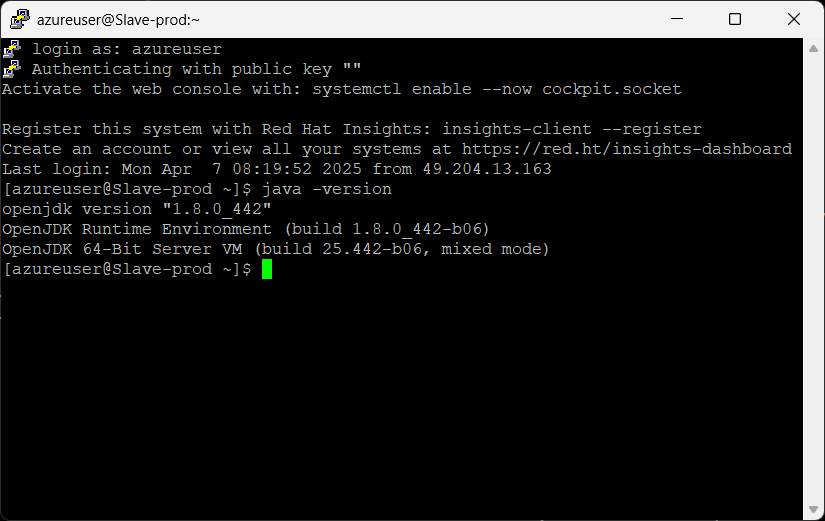 azureuser@Slave-prod:~
login as: azureuser
Authenticating with public key ""
Activate the web console with: systemctl enable --now cockpit.socket
Register this system with Red Hat Insights: insights-client --register
Create an account or view all your systems at https://red.ht/insights-dashboard
Last login: Mon Apr  7 08:19:52 2025 from 49.204.13.163
[azureuser@Slave-prod ~]$ java -version
openjdk version "1.8.0_442"
OpenJDK Runtime Environment (build 1.8.0_442-b06)
OpenJDK 64-Bit Server VM (build 25.442-b06, mixed mode)
[azureuser@Slave-prod ~]$